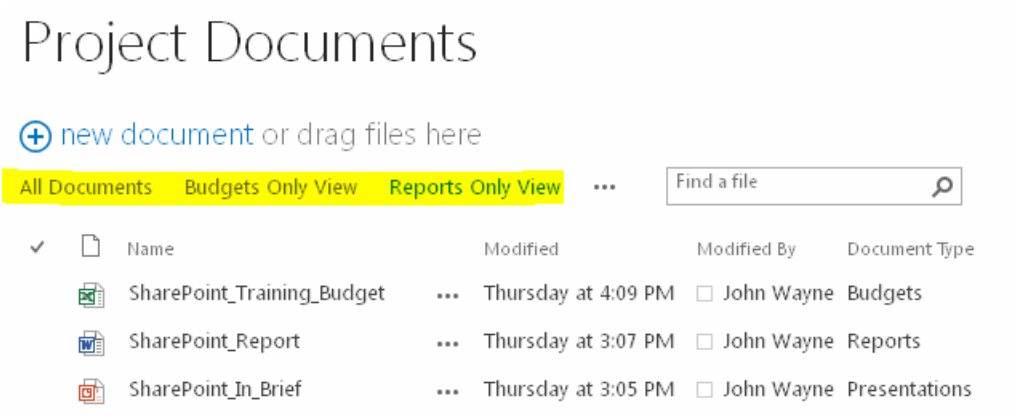 Project Documents
new document or drag files here
All Documents Budgets Only View Reports Only View ... Find a file
Name Modified Modified By Document Type
SharePoint_Training_Budget ... Thursday at 4:09 PM John Wayne Budgets
SharePoint_Report ... Thursday at 3:07 PM John Wayne Reports
SharePoint_In_Brief ... Thursday at 3:05 PM John Wayne Presentations